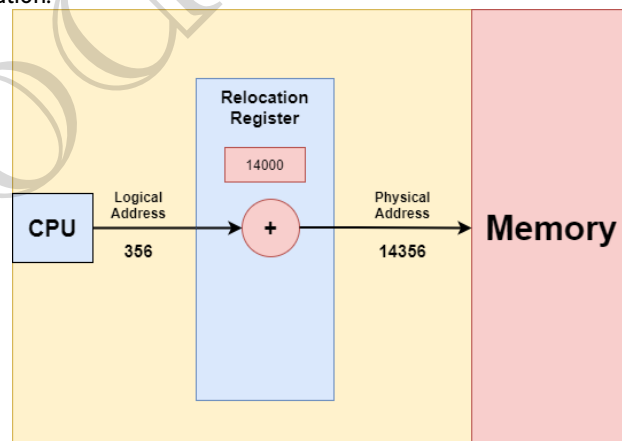 Relocation
Register
14000
Logical
Address
Physical
Address
CPU
+
Memory
356
14356